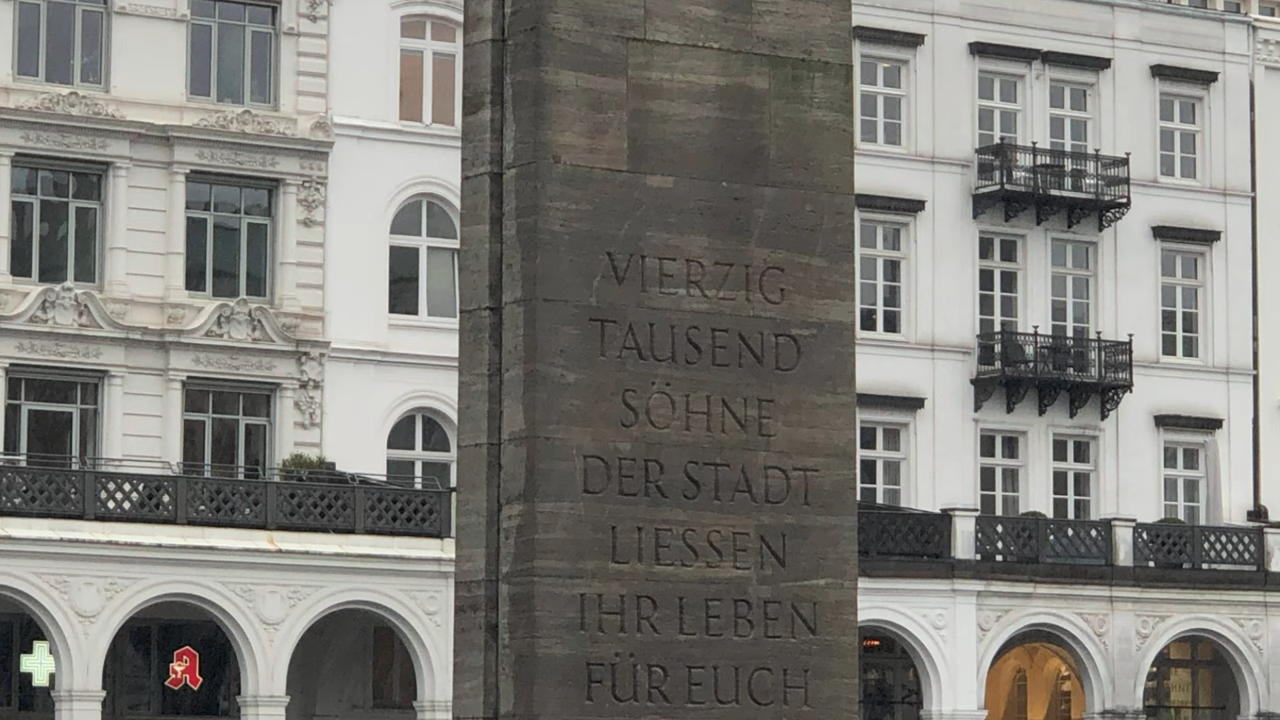 VIERZIG
TAUSEND
SÖHNE
DER STADT
LIESSEN
IHR LEBEN
FÜR EUCH